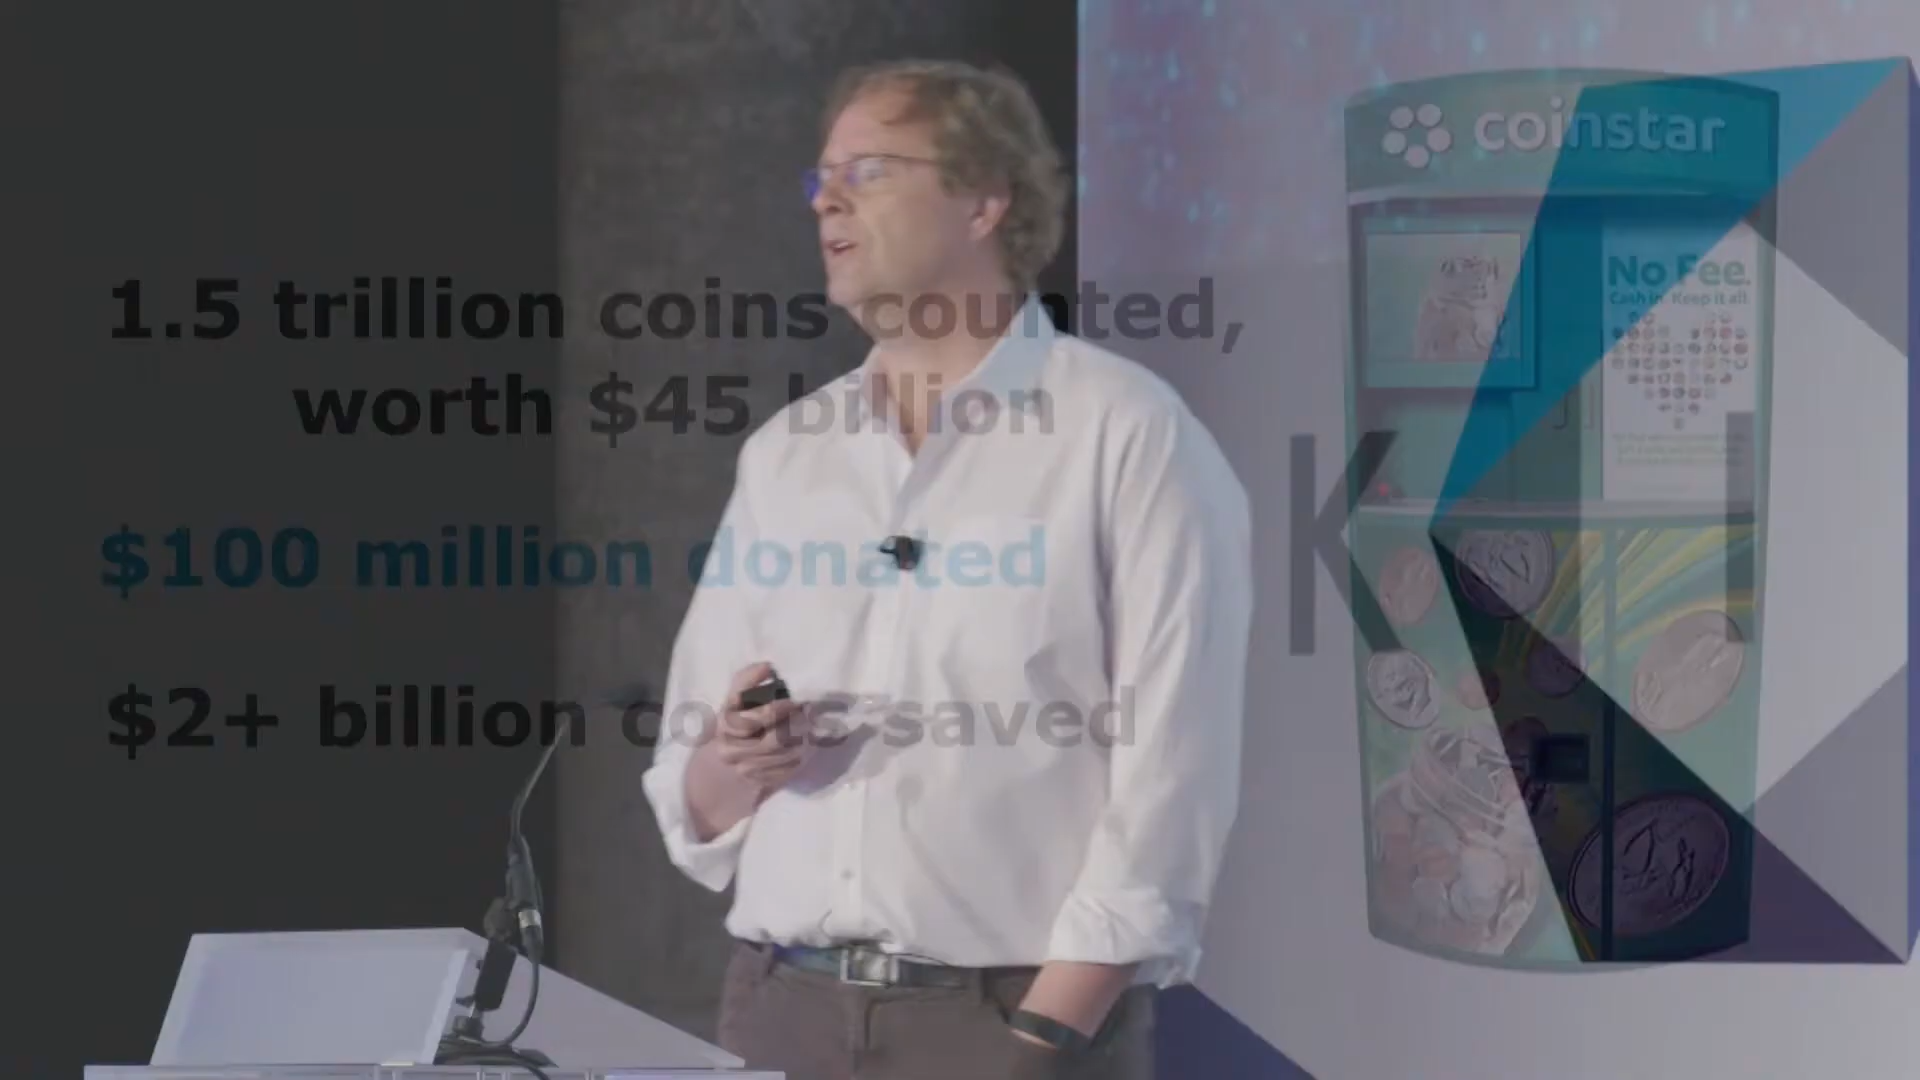 coinstar
No Fee.
Cash in. Keep it all.
1.5 trillion coins counted,
worth $45 billion
$100 million donated
$2+ billion costs saved
K